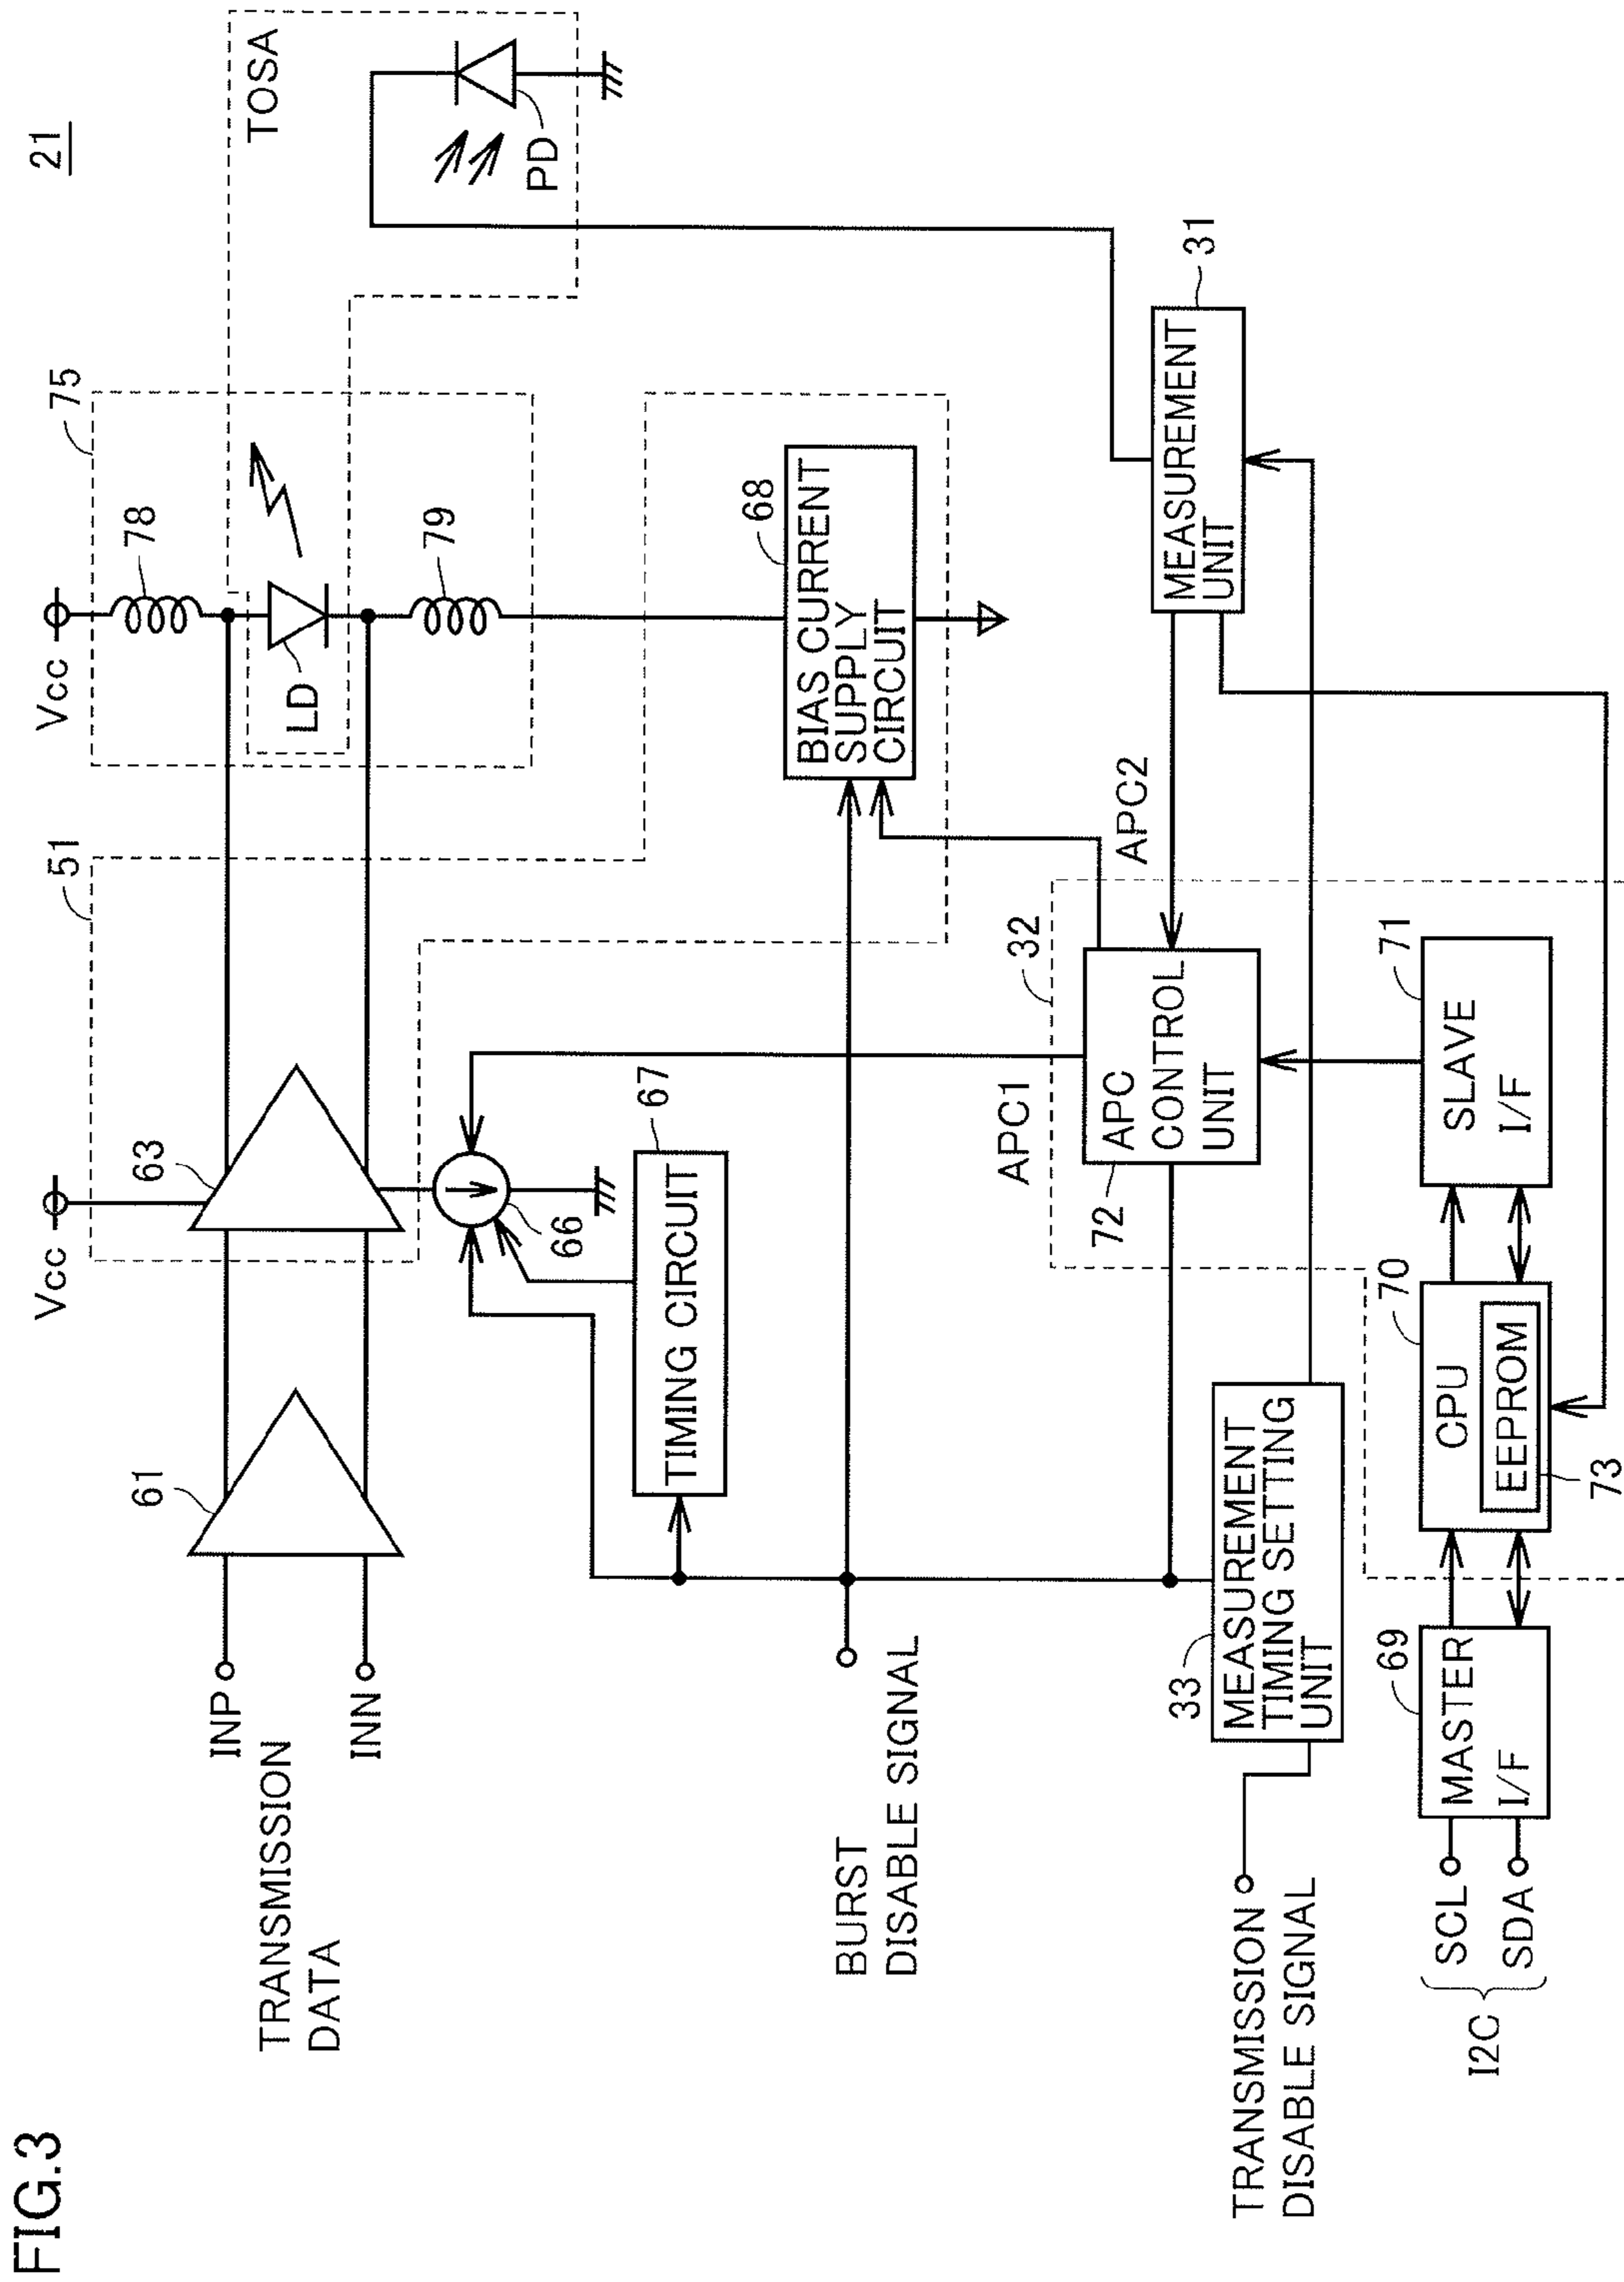 FIG.3
21
Vcc
51
Vcc
75
78
TOSA
61
63
LD
79
PD
INP
TRANSMISSION
DATA
INN
66
67
TIMING CIRCUIT
68
BIAS CURRENT
SUPPLY
CIRCUIT
BURST
DISABLE SIGNAL
APC1
32
APC2
72
APC
CONTROL
UNIT
31
MEASUREMENT
UNIT
33
MEASUREMENT
TIMING SETTING
UNIT
TRANSMISSION
DISABLE SIGNAL
69
70
71
I2C
SCL
SDA
MASTER
I/F
CPU
EEPROM
73
SLAVE
I/F